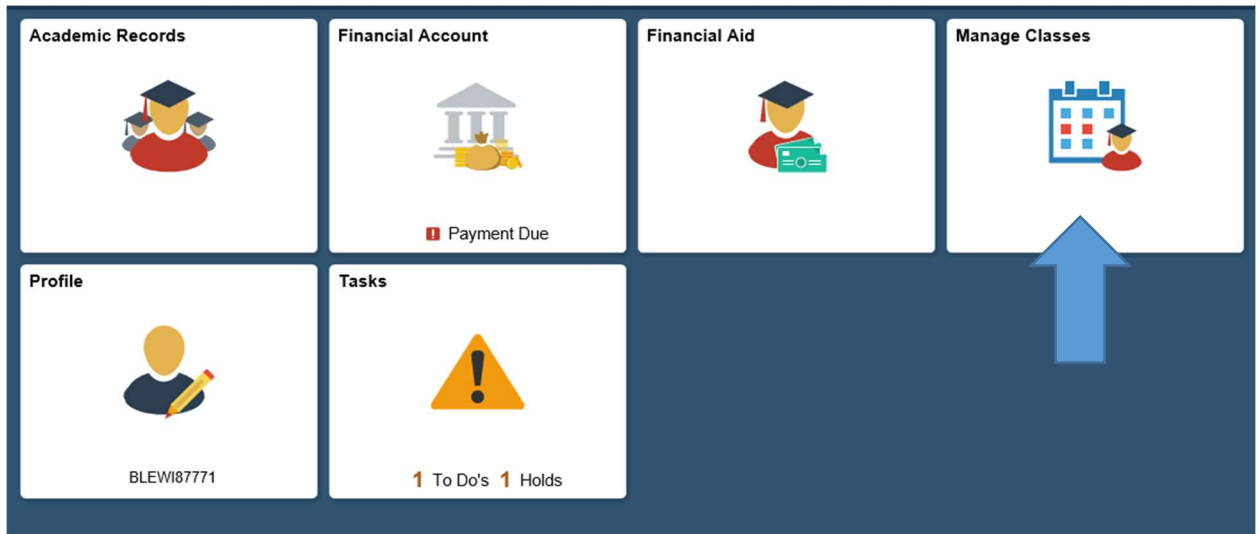 Academic Records
Financial Account
Financial Aid
Manage Classes
Payment Due
Profile
Tasks
BLEWI87771
1 To Do's 1 Holds